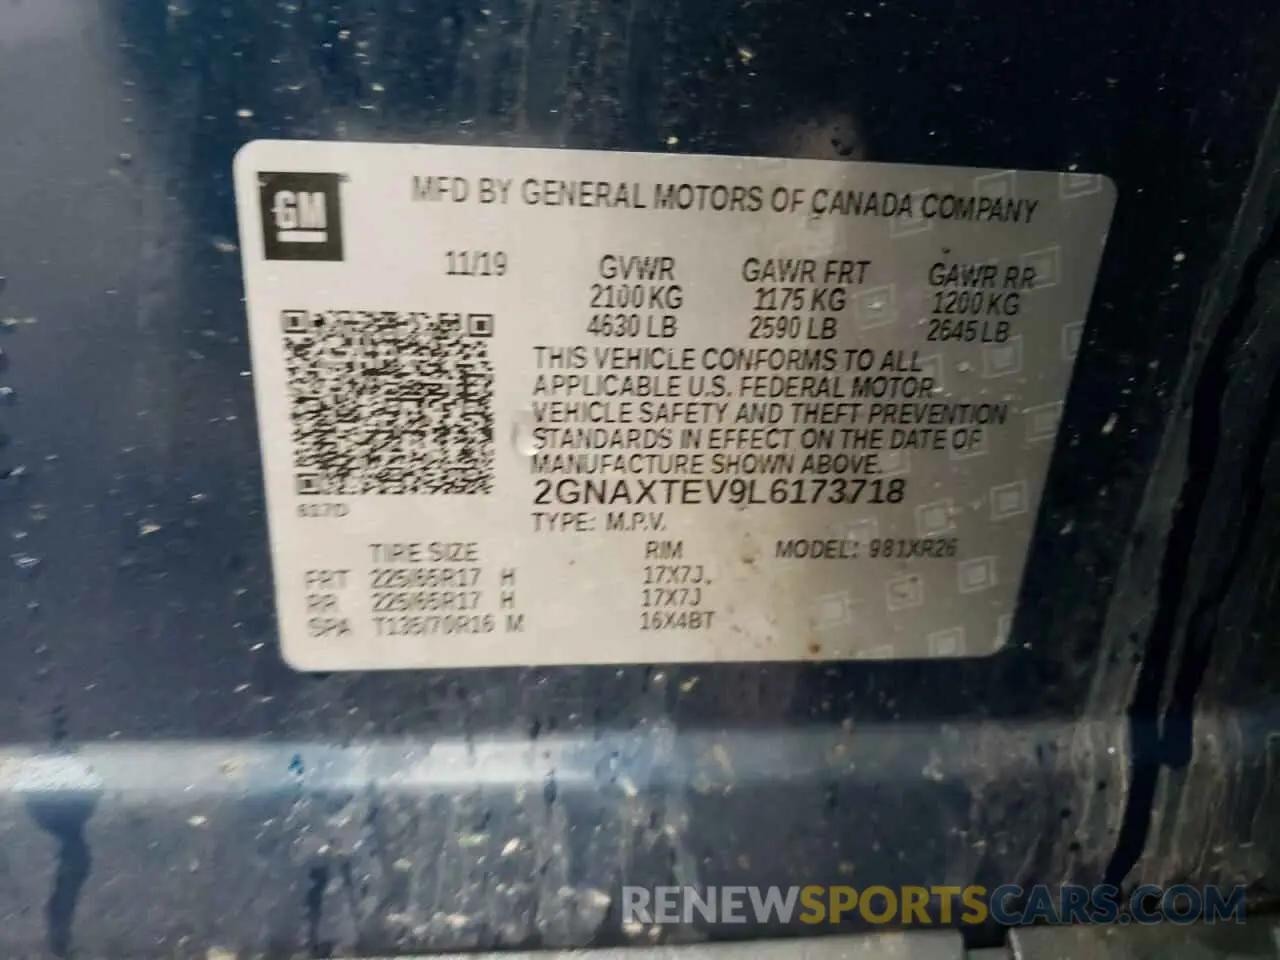 GM
MFD BY GENERAL MOTORS OF CANADA COMPANY
11/19 GVWR GAWR FRT GAWR RR
2100 KG 1175 KG 1200 KG
4630 LB 2590 LB 2645 LB
THIS VEHICLE CONFORMS TO ALL
APPLICABLE U.S. FEDERAL MOTOR
VEHICLE SAFETY AND THEFT PREVENTION
STANDARDS IN EFFECT ON THE DATE OF
MANUFACTURE SHOWN ABOVE.
2GNAXTEV9L6173718
617D
TYPE: M.P.V.
TIRE SIZE RIM MODEL: 981XR26
FRT 225/65R17 H 17X7J
RR 225/65R17 H 17X7J
SPA T135/70R16 M 16X4BT
RENEWSPORTSCARS.COM